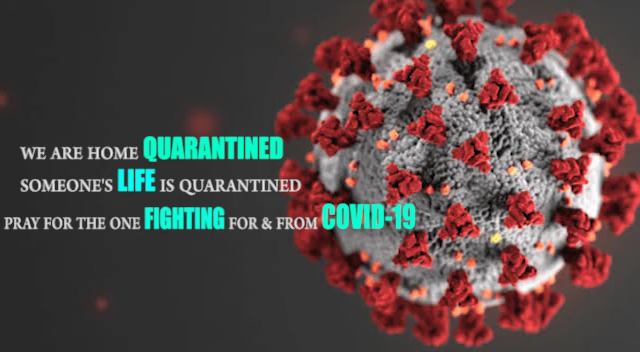 WE ARE HOME QUARANTINED
SOMEONE'S LIFE IS QUARANTINED
PRAY FOR THE ONE FIGHTING FOR & FROM COVID-19